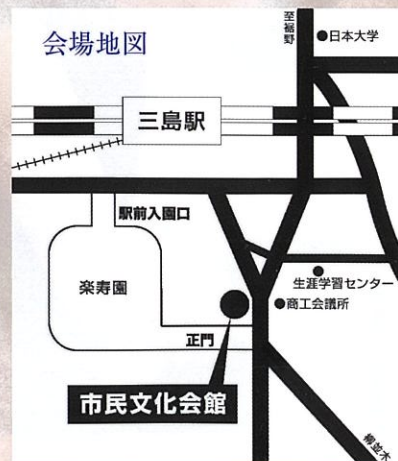 会場地図
至裾野
日本大学
三島駅
駅前入園口
楽寿園
生涯学習センター
商工会議所
正門
市民文化会館
柳並木